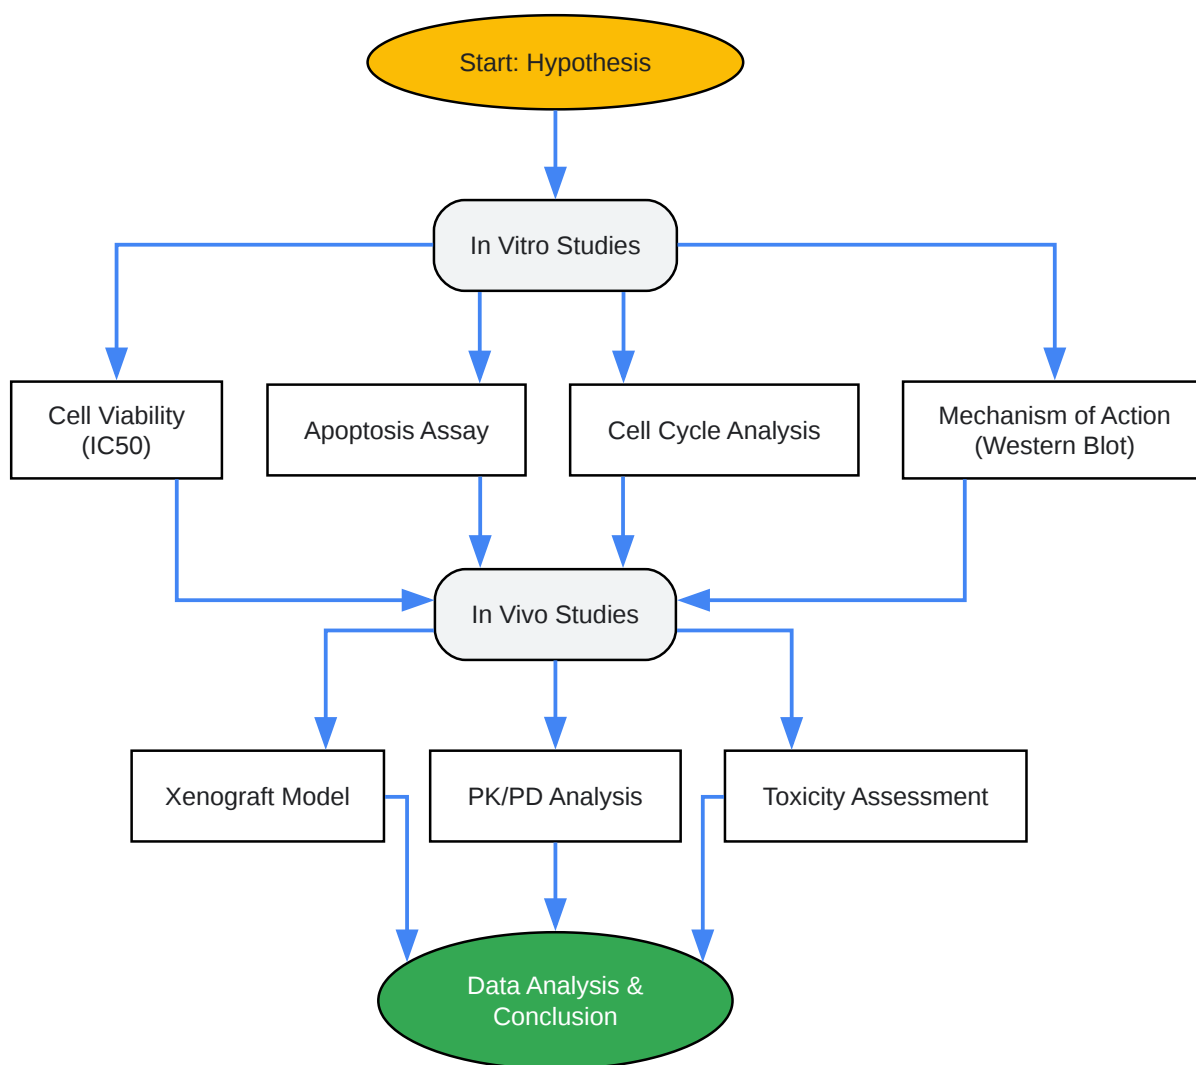 Start: Hypothesis
In Vitro Studies
Cell Viability
(IC50)
Apoptosis Assay
Cell Cycle Analysis
Mechanism of Action
(Western Blot)
In Vivo Studies
Xenograft Model
PK/PD Analysis
Toxicity Assessment
Data Analysis &
Conclusion